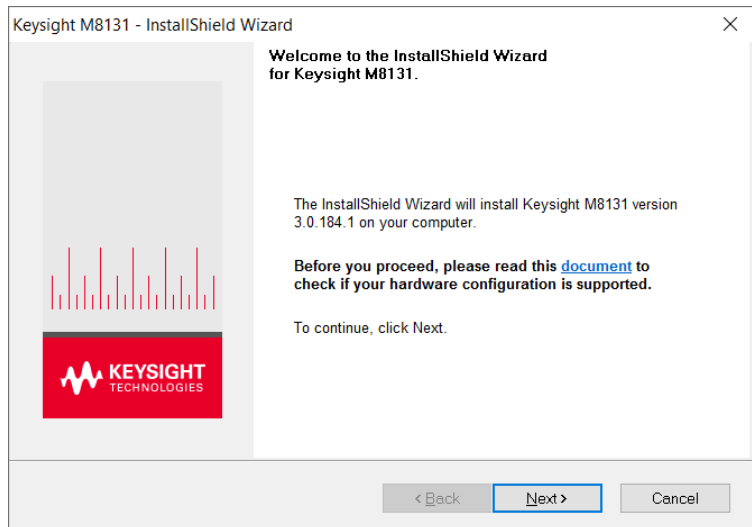 Keysight M8131 - InstallShield Wizard
Welcome to the InstallShield Wizard
for Keysight M8131.
The InstallShield Wizard will install Keysight M8131 version
3.0.184.1 on your computer.
Before you proceed, please read this document to
check if your hardware configuration is supported.
To continue, click Next.
KEYSIGHT
TECHNOLOGIES
< Back
Next >
Cancel